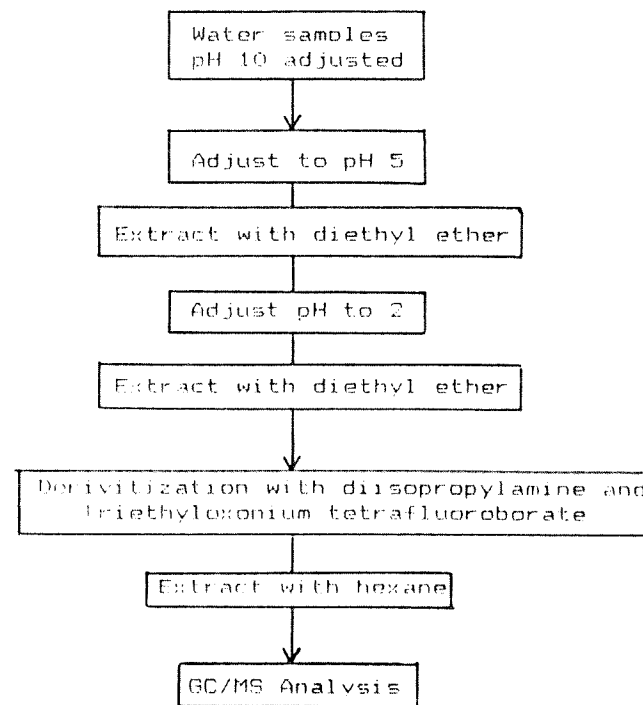 Water samples
pH 10 adjusted
Adjust to pH 5
Extract with diethyl ether
Adjust pH to 2
Extract with diethyl ether
Derivitization with diisopropylamine and
triethyloxonium tetrafluoroborate
Extract with hexane
GC/MS Analysis